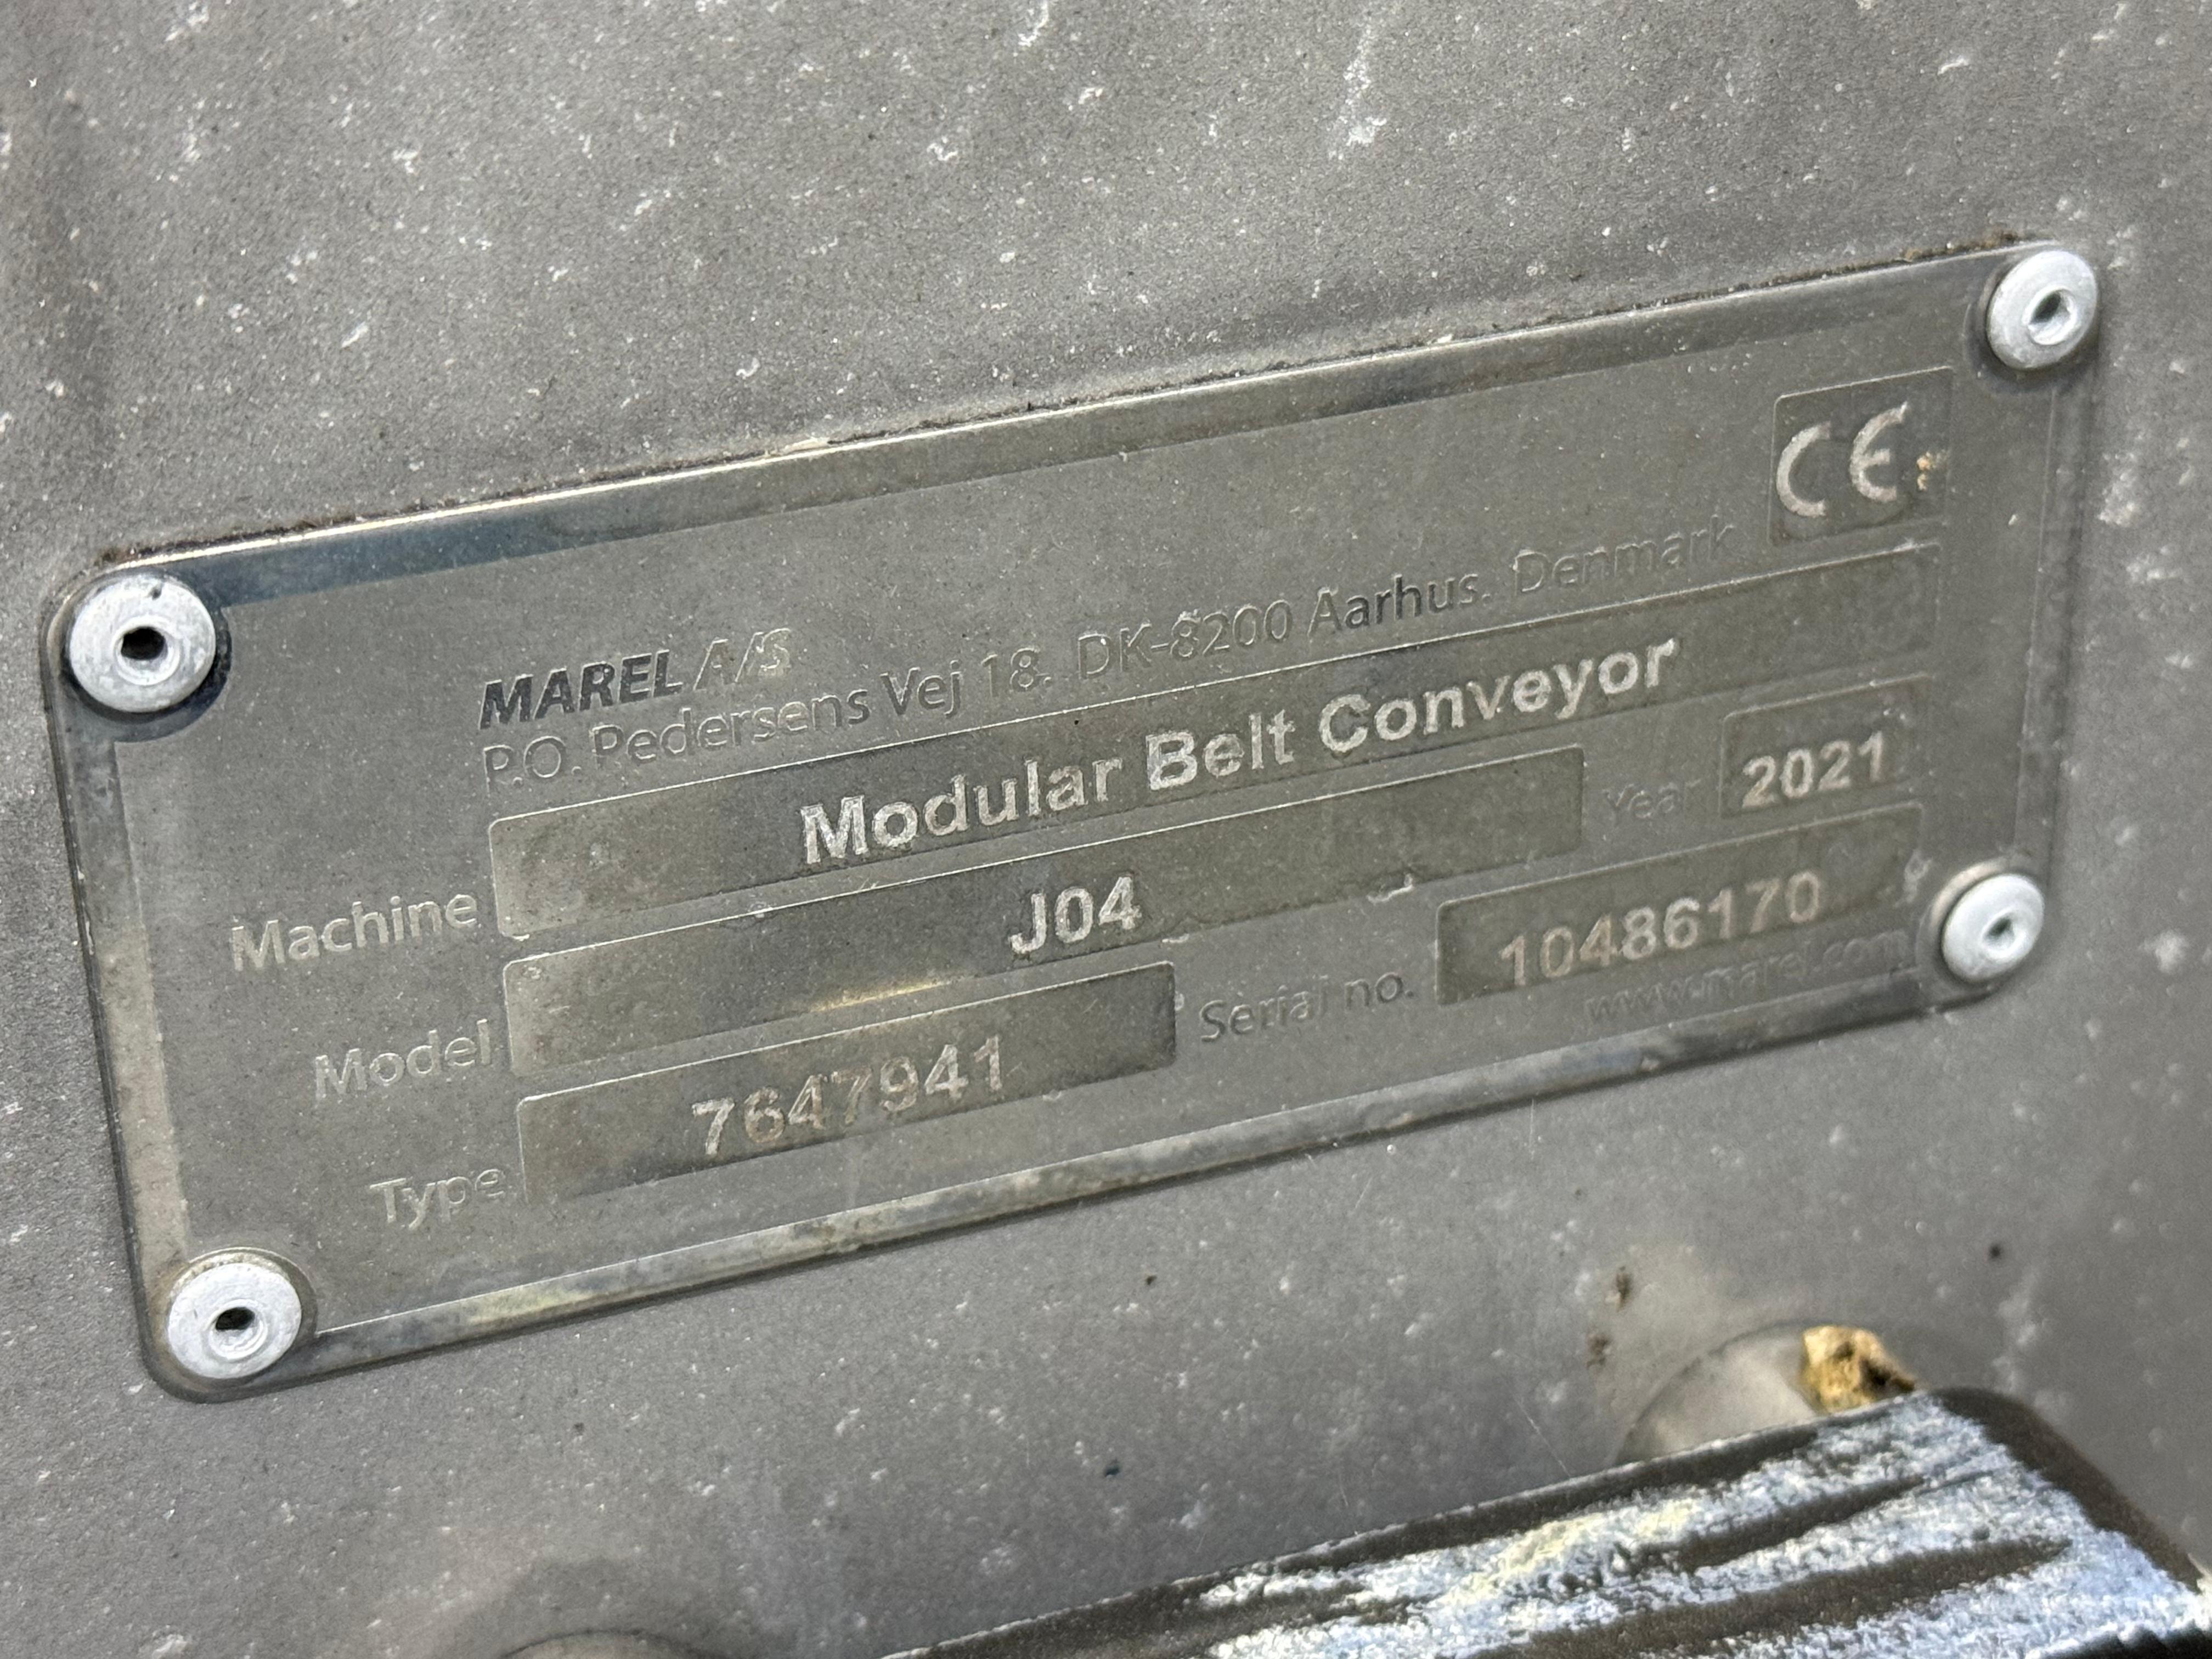 CE
MAREL A/S
P.O. Pedersens Vej 18. DK-8200 Aarhus. Denmark
Machine Modular Belt Conveyor
Model J04 Year 2021
Type 7647941 Serial no. 10486170
www.marel.com